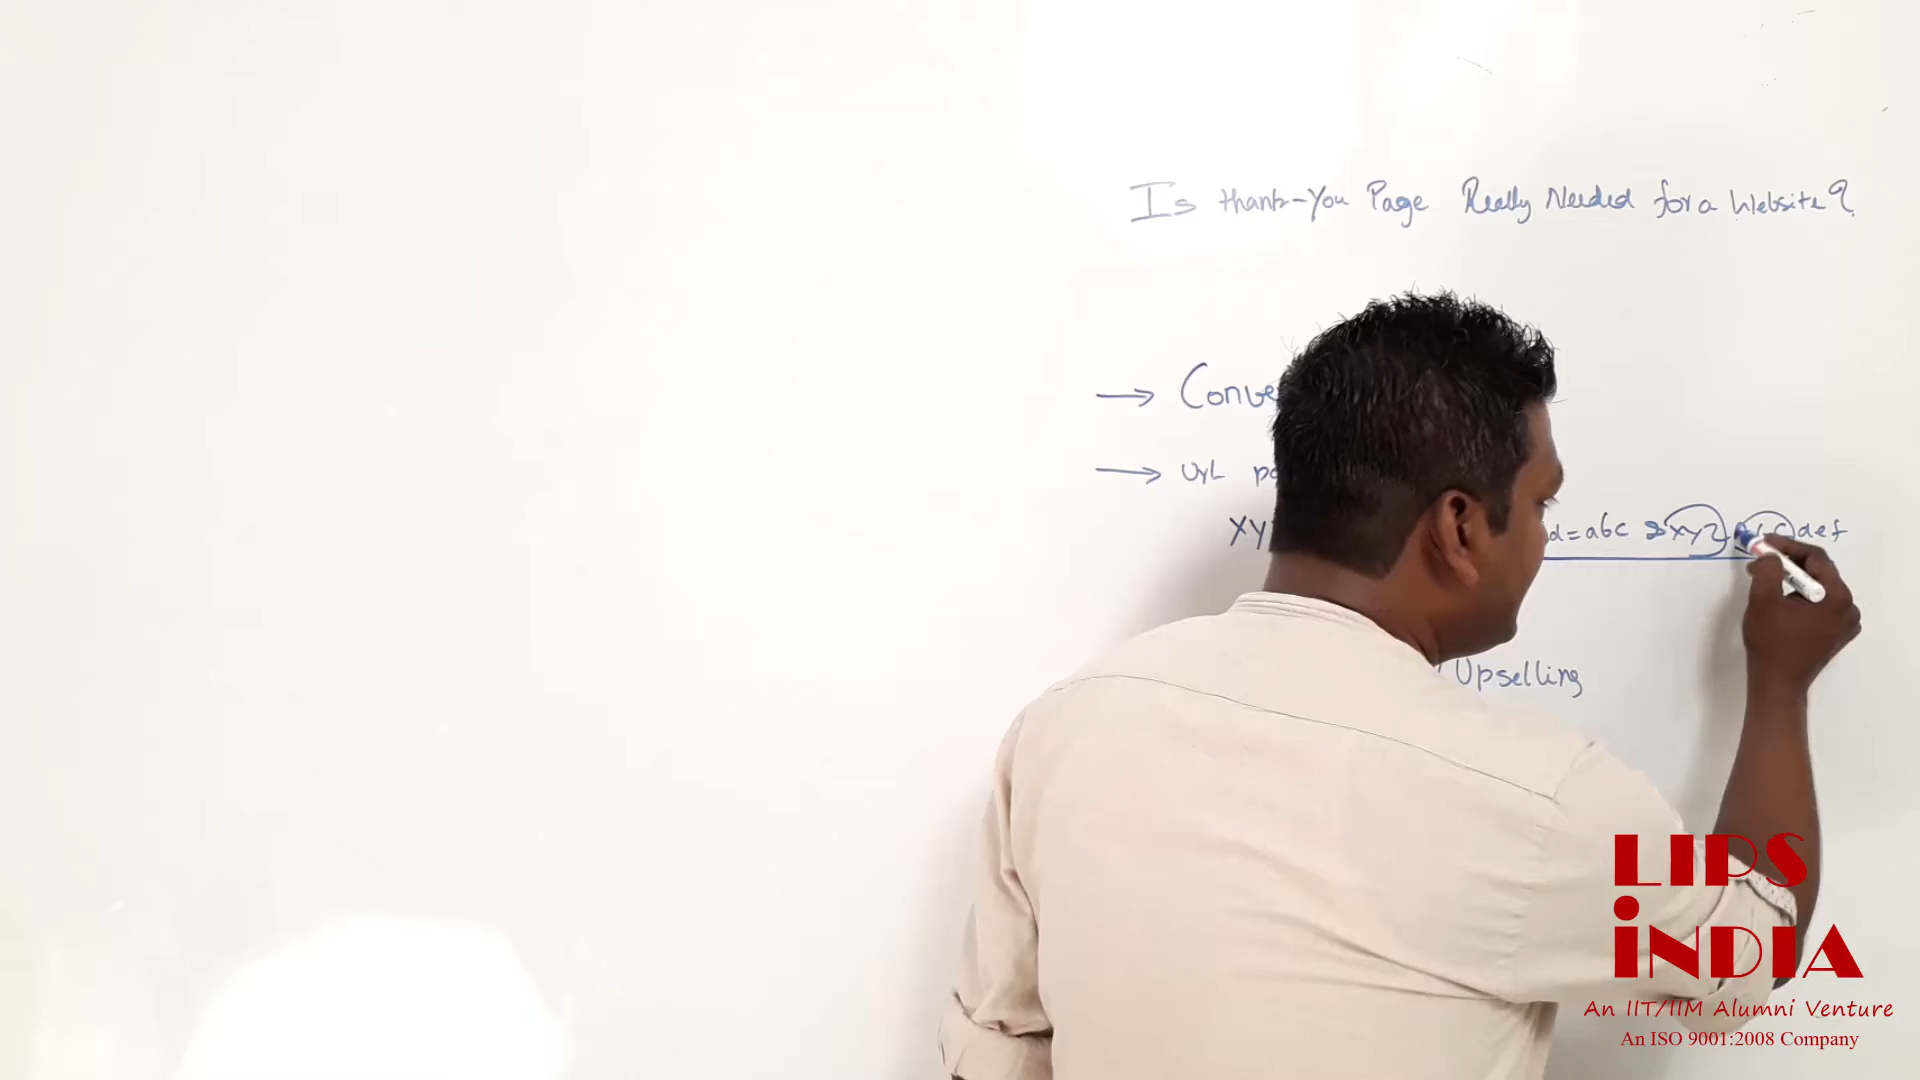 Is thank-You Page Really Needed for a Website?
→ Conve
→ UrL pa
XY d=abc &xyz def
Upselling
LIPS
iNDIA
An IIT/IIM Alumni Venture
An ISO 9001:2008 Company